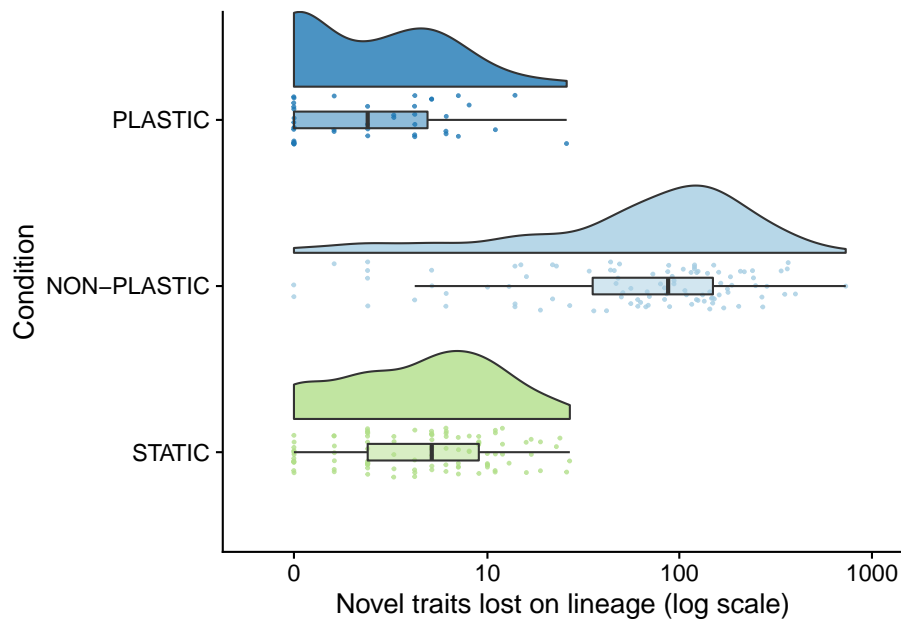 PLASTIC
NON−PLASTIC
STATIC
Condition
0 10 100 1000
Novel traits lost on lineage (log scale)